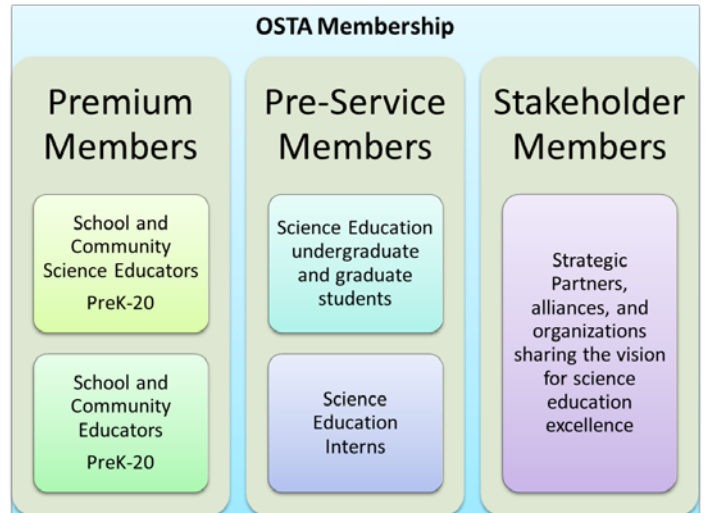 OSTA Membership
Premium
Members
School and
Community
Science Educators
PreK-20
School and
Community
Educators
PreK-20
Pre-Service
Members
Science Education
undergraduate
and graduate
students
Science
Education
Interns
Stakeholder
Members
Strategic
Partners,
alliances, and
organizations
sharing the vision
for science
education
excellence